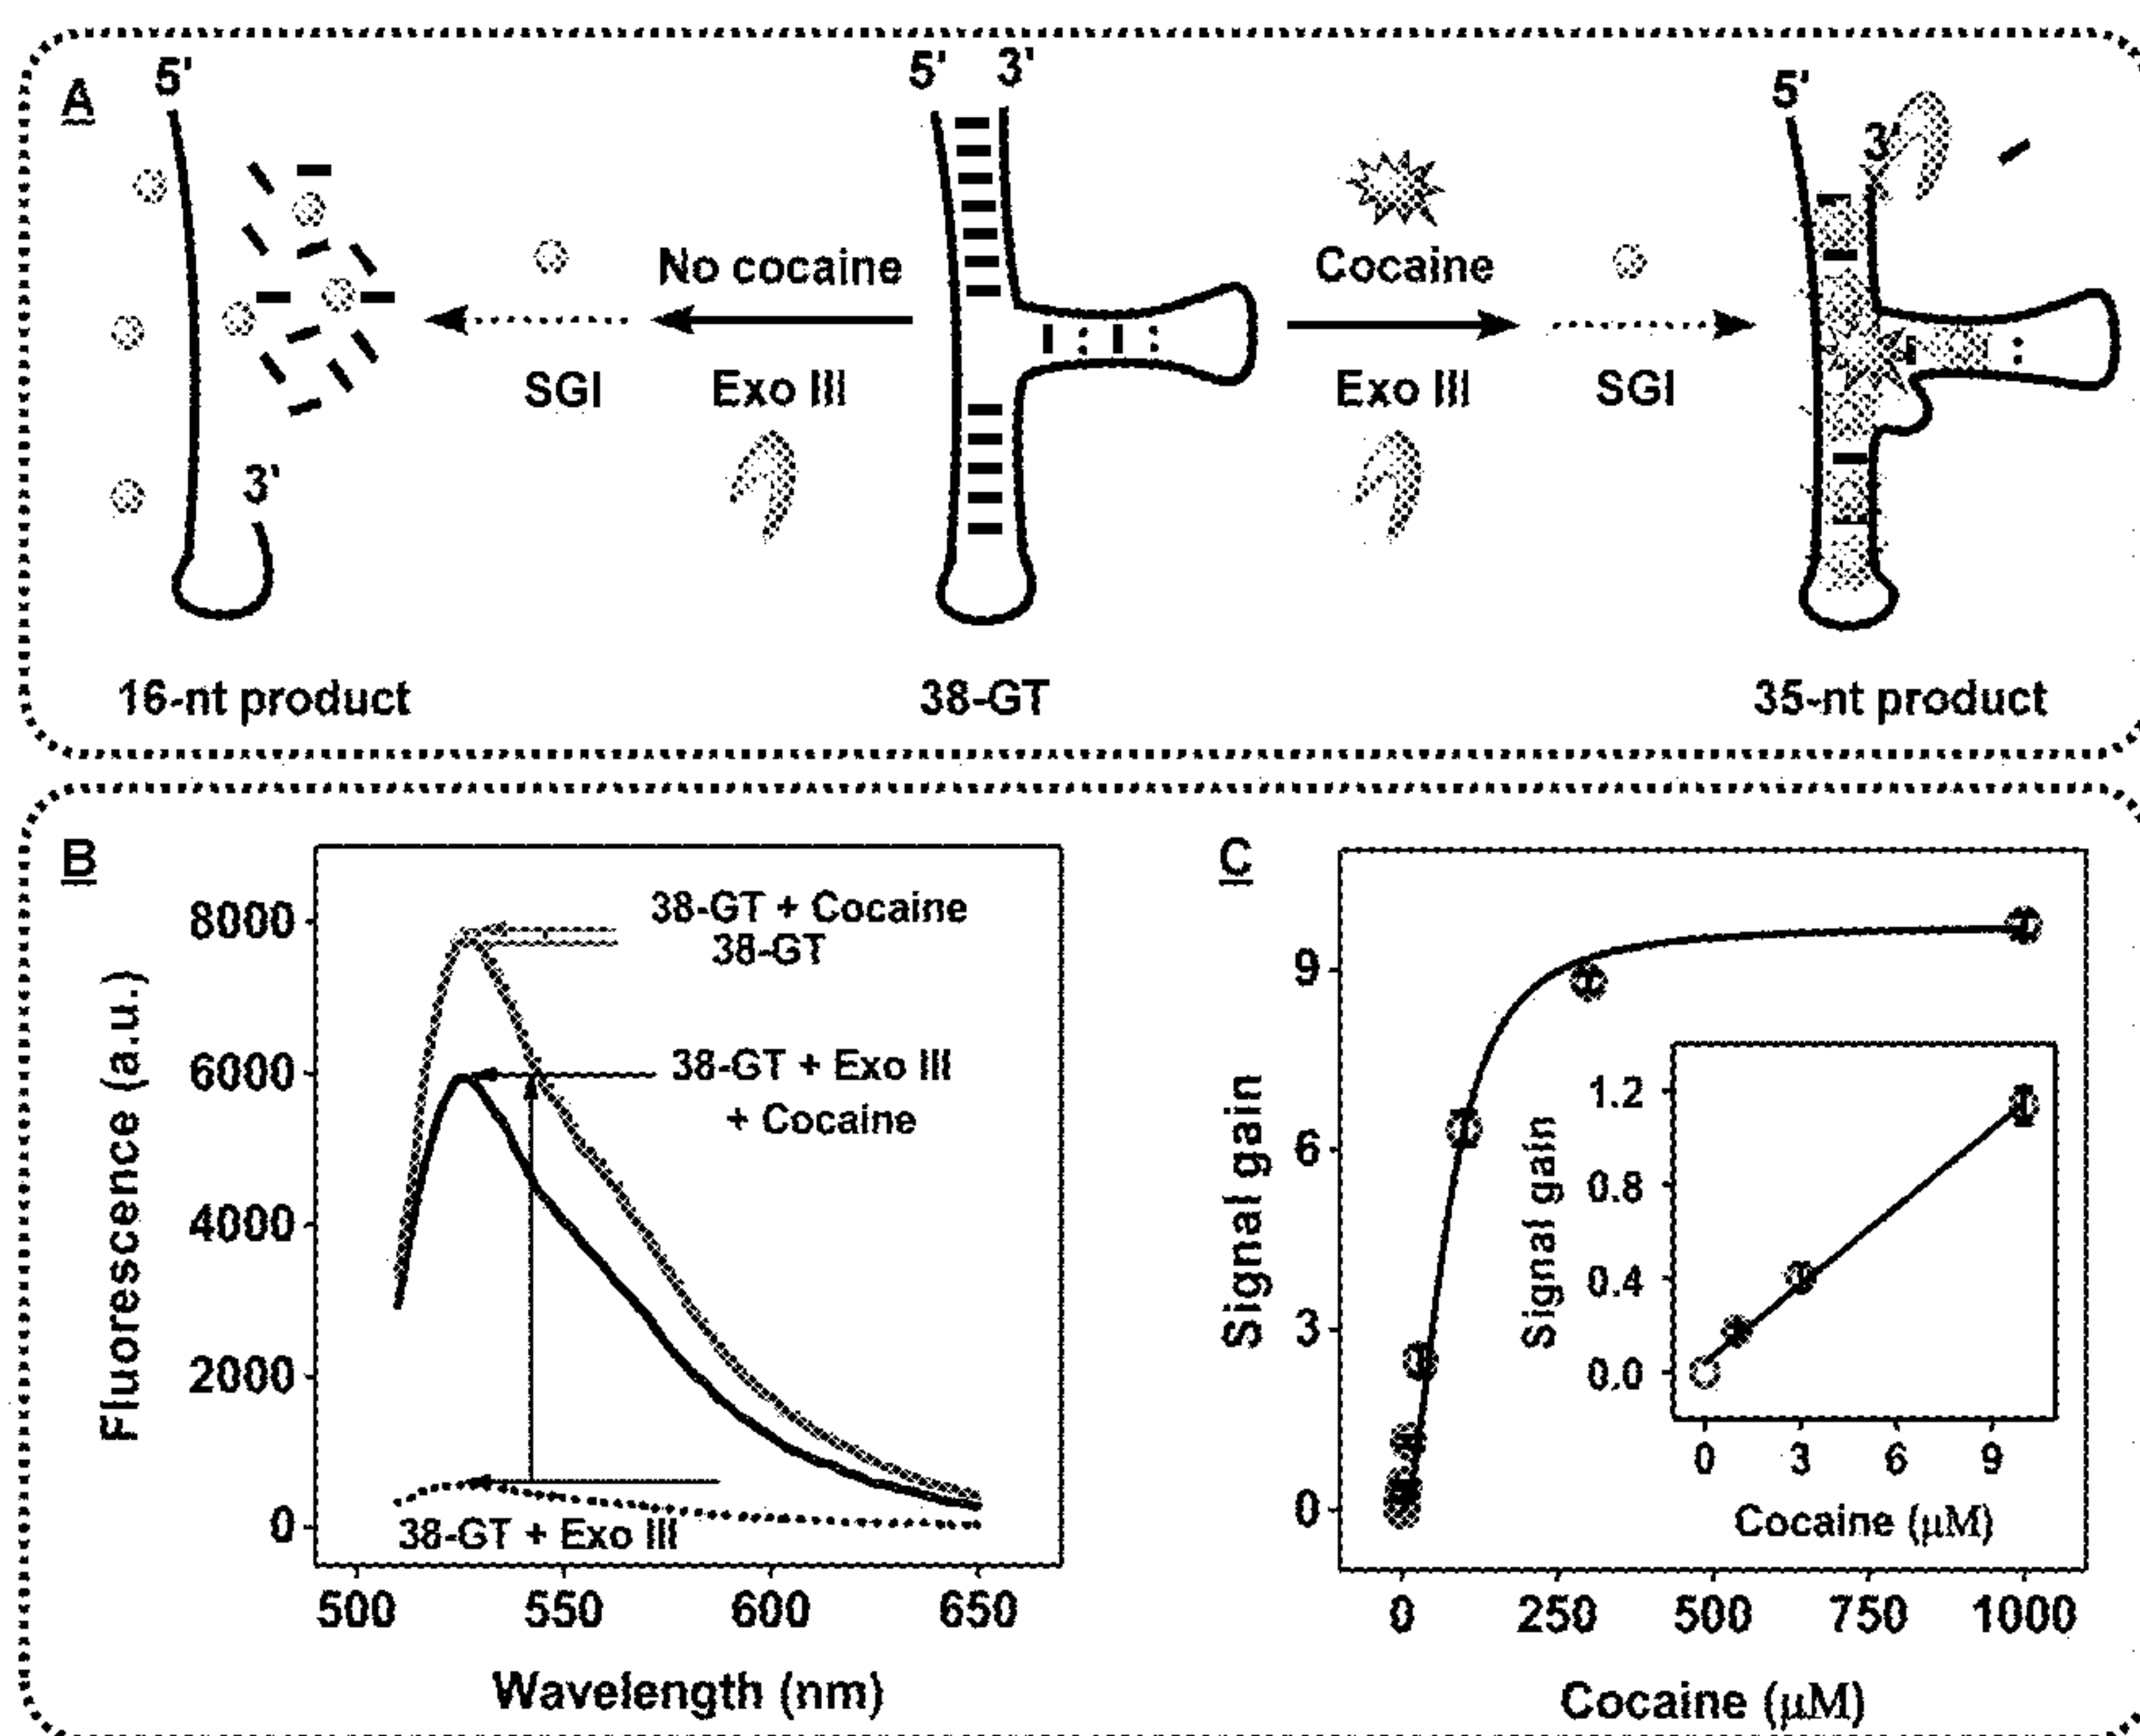 A
5'
5' 3'
5'
3'
No cocaine
Cocaine
SGI
Exo III
Exo III
SGI
3'
16-nt product
38-GT
35-nt product
B
8000
6000
4000
2000
0
Fluorescence (a.u.)
38-GT + Cocaine
38-GT
38-GT + Exo III
+ Cocaine
38-GT + Exo III
500 550 600 650
Wavelength (nm)
C
9
6
3
0
Signal gain
1.2
0.8
0.4
0.0
Signal gain
0 3 6 9
Cocaine (μM)
0 250 500 750 1000
Cocaine (μM)